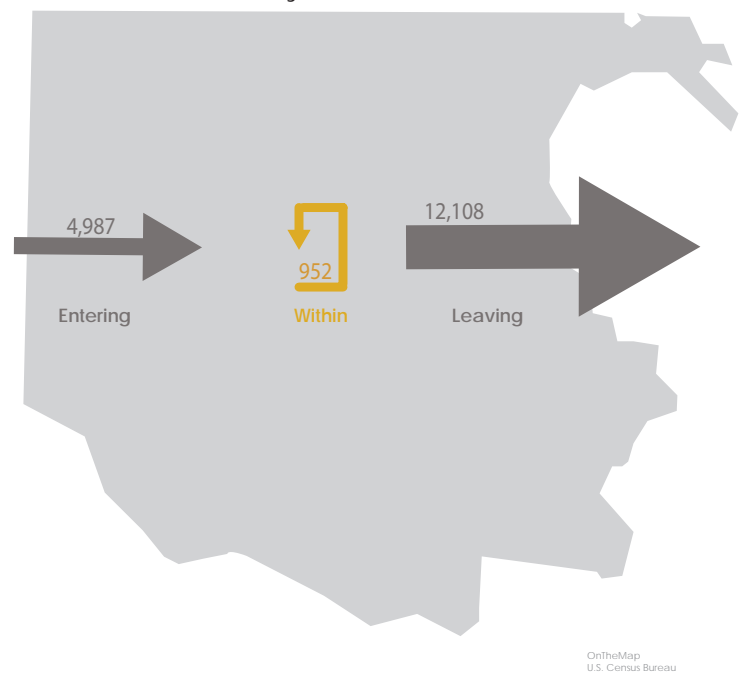 4,987
12,108
952
Entering
Within
Leaving
OnTheMap
U.S. Census Bureau